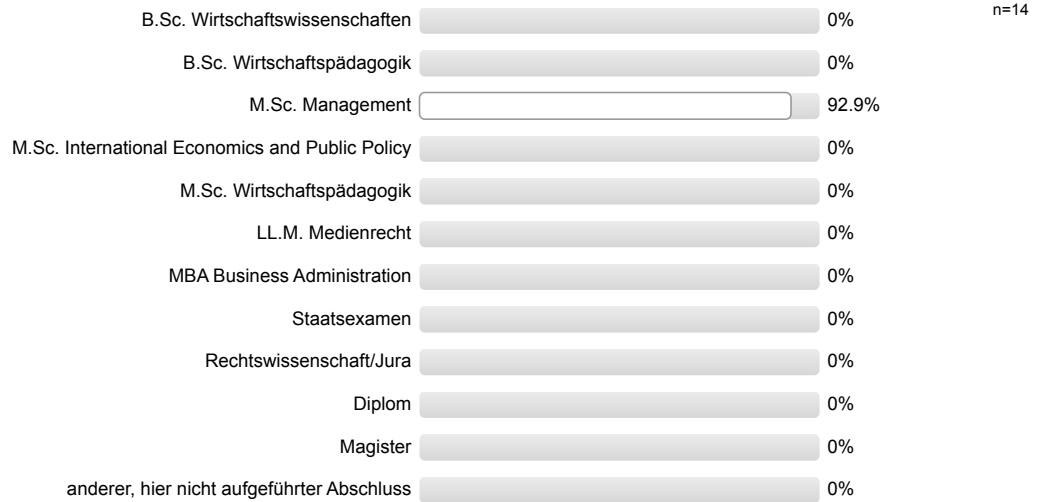 n=14
B.Sc. Wirtschaftswissenschaften 0%
B.Sc. Wirtschaftspädagogik 0%
M.Sc. Management 92.9%
M.Sc. International Economics and Public Policy 0%
M.Sc. Wirtschaftspädagogik 0%
LL.M. Medienrecht 0%
MBA Business Administration 0%
Staatsexamen 0%
Rechtswissenschaft/Jura 0%
Diplom 0%
Magister 0%
anderer, hier nicht aufgeführter Abschluss 0%